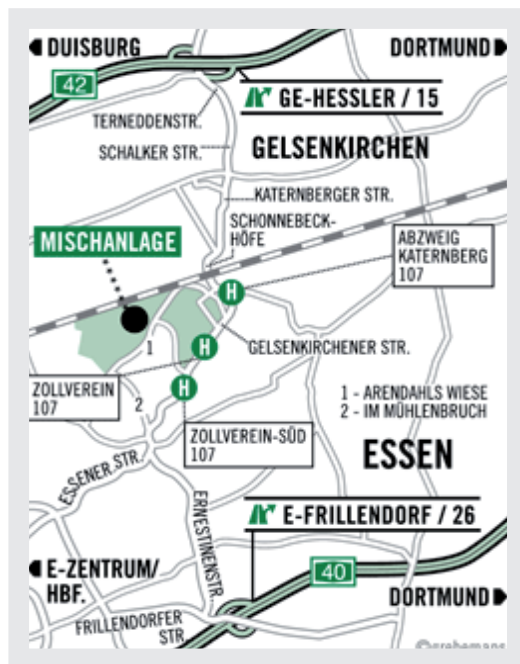 DUISBURG
DORTMUND
42
GE-HESSLER / 15
TERNEDDENSTR.
SCHALKER STR.
GELSENKIRCHEN
KATERNBERGER STR.
SCHONNEBECK-
HÖFE
MISCHANLAGE
ABZWEIG
KATERNBERG
107
H
GELSENKIRCHENER STR.
H
1
ZOLLVEREIN
107
H
2
1 - ARENDAHLS WIESE
2 - IM MÜHLENBRUCH
ZOLLVEREIN-SÜD
107
ESSEN
ESSENER STR.
ERNESTINENSTR.
E-FRILLENDORF / 26
E-ZENTRUM/
HBF.
40
DORTMUND
FRILLENDORFER
STR.